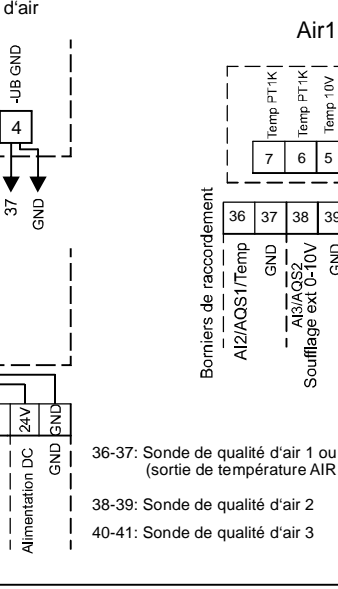 d'air
-UB GND
4
37
GND
24V
GND
Alimentation DC
GND
Air1
Temp PT1K
Temp PT1K
Temp 10V
7
6
5
Borniers de raccordement
36
37
38
39
AI2/AQS1/Temp
GND
AI3/AQS2
Soufflage ext 0-10V
GND
36-37: Sonde de qualité d'air 1 ou
(sortie de température AIR
38-39: Sonde de qualité d'air 2
40-41: Sonde de qualité d'air 3